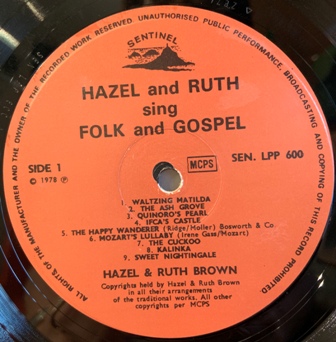 ALL RIGHTS OF THE MANUFACTURER AND THE OWNER OF THE RECORDED WORK RESERVED UNAUTHORISED PUBLIC PERFORMANCE, BROADCASTING AND COPYING OF THIS RECORD PROHIBITED
SENTINEL
HAZEL and RUTH
sing
FOLK and GOSPEL
SIDE 1
© 1978 ℗
MCPS
SEN. LPP 600
1. WALTZING MATILDA
2. THE ASH GROVE
3. QUINORO'S PEARL
4. IFCA'S CASTLE
5. THE HAPPY WANDERER (Ridge/Holler) Bosworth & Co.
6. MOZART'S LULLABY (Irene Gass/Mozart)
7. THE CUCKOO
8. KALINKA
9. SWEET NIGHTINGALE
HAZEL & RUTH BROWN
Copyrights held by Hazel & Ruth Brown
in all their arrangements
of the traditional works. All other
copyrights per MCPS